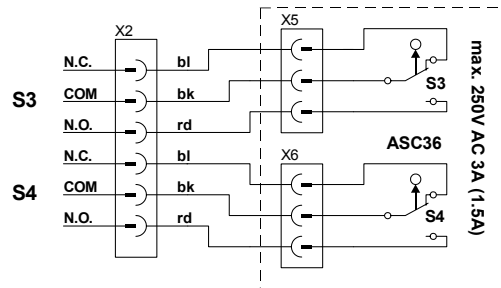 X2
X5
N.C. bl
S3 COM bk
N.O. rd
S3
N.C. bl
S4 COM bk
N.O. rd
X6
ASC36
S4
max. 250V AC 3A (1.5A)